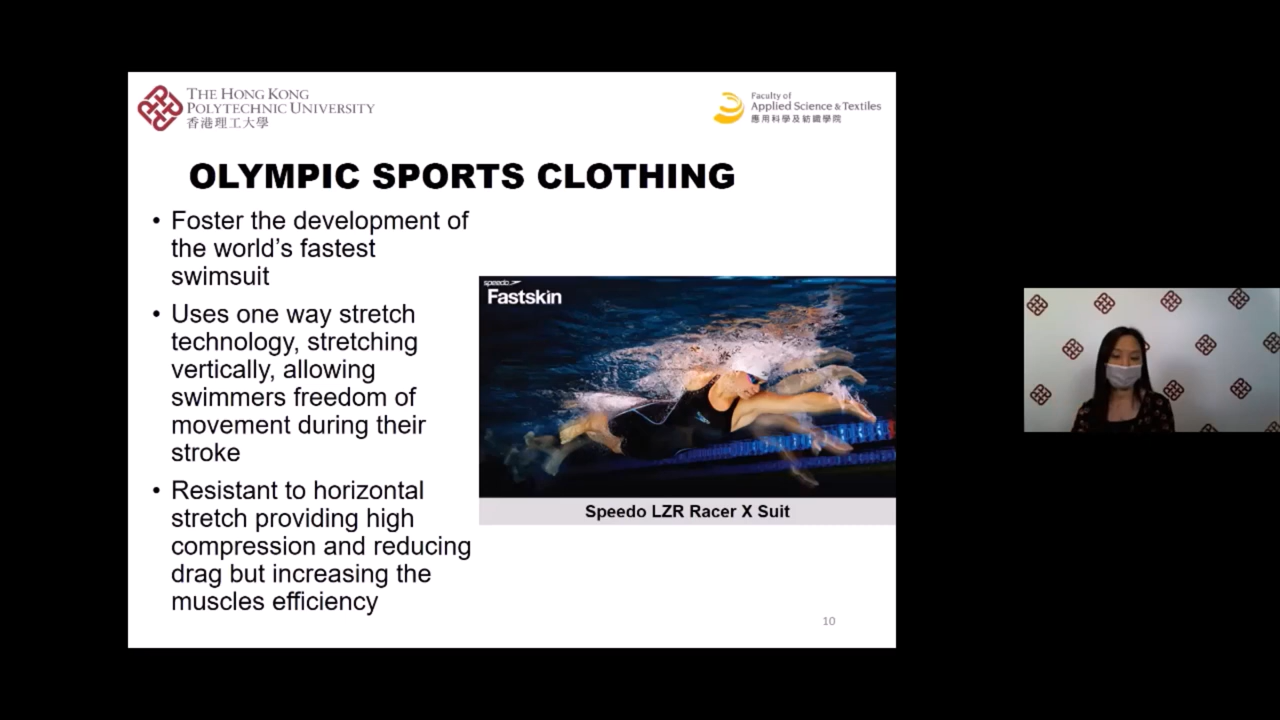 THE HONG KONG
POLYTECHNIC UNIVERSITY
香港理工大學
Faculty of
Applied Science & Textiles
應用科學及紡織學院
OLYMPIC SPORTS CLOTHING
• Foster the development of
the world’s fastest
swimsuit
• Uses one way stretch
technology, stretching
vertically, allowing
swimmers freedom of
movement during their
stroke
• Resistant to horizontal
stretch providing high
compression and reducing
drag but increasing the
muscles efficiency
speedo
Fastskin
Speedo LZR Racer X Suit
10